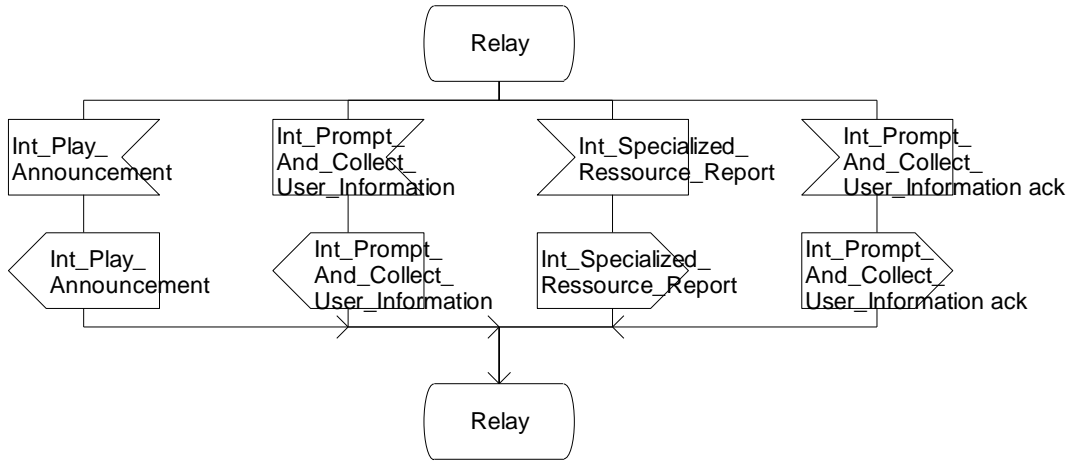 Relay
Int_Play_
Announcement
Int_Prompt_
And_Collect_
User_Information
Int_Specialized_
Ressource_Report
Int_Prompt_
And_Collect_
User_Information ack
Int_Play_
Announcement
Int_Prompt_
And_Collect_
User_Information
Int_Specialized_
Ressource_Report
Int_Prompt_
And_Collect_
User_Information ack
Relay